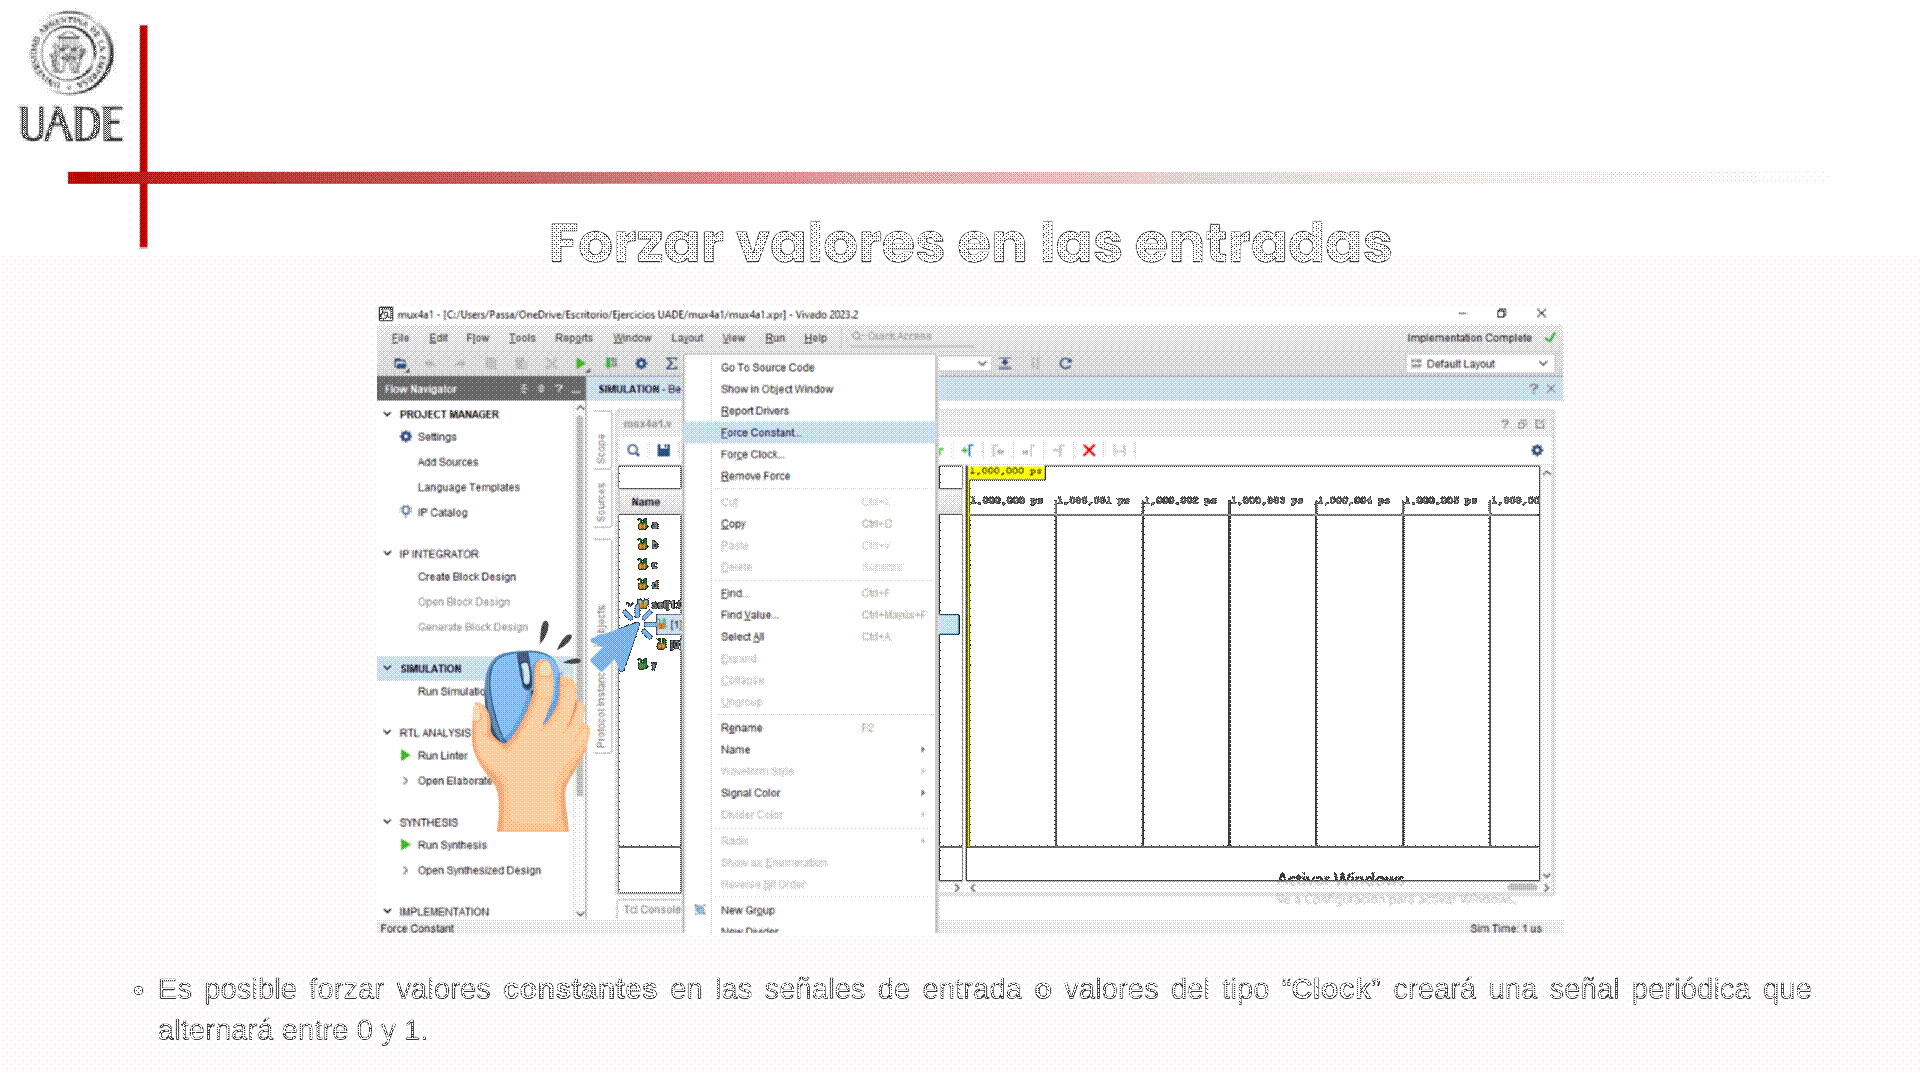 UADE
Forzar valores en las entradas
mux4a1 - [C:/Users/Passa/OneDrive/Escritorio/Ejercicios UADE/mux4a1/mux4a1.xpr] - Vivado 2023.2
File Edit Flow Tools Reports Window Layout View Run Help Quick Access
Implementation Complete
Default Layout
Flow Navigator
SIMULATION - Be
PROJECT MANAGER
Settings
Add Sources
Language Templates
IP Catalog
IP INTEGRATOR
Create Block Design
Open Block Design
Generate Block Design
SIMULATION
Run Simulatio
RTL ANALYSIS
Run Linter
Open Elaborate
SYNTHESIS
Run Synthesis
Open Synthesized Design
IMPLEMENTATION
Force Constant
Scope
Sources
Protocol Instanc
bjects
mux4a1.v
Name
a
b
c
d
[1]
y
Tcl Console
Go To Source Code
Show in Object Window
Report Drivers
Force Constant...
Force Clock...
Remove Force
Cut Ctrl+X
Copy Ctrl+C
Paste Ctrl+V
Delete Suprimir
Find... Ctrl+F
Find Value... Ctrl+Mayús+F
Select All Ctrl+A
Expand
Collapse
Ungroup
Rename F2
Name
Waveform Style
Signal Color
Divider Color
Radix
Show as Enumeration
Reverse Bit Order
New Group
New Divider
1,000,000 ps
1,000,000 ps 1,000,001 ps 1,000,002 ps 1,000,003 ps 1,000,004 ps 1,000,005 ps 1,000,00
Activar Windows
Ve a Configuración para activar Windows.
Sim Time: 1 us
• Es posible forzar valores constantes en las señales de entrada o valores del tipo “Clock” creará una señal periódica que
alternará entre 0 y 1.